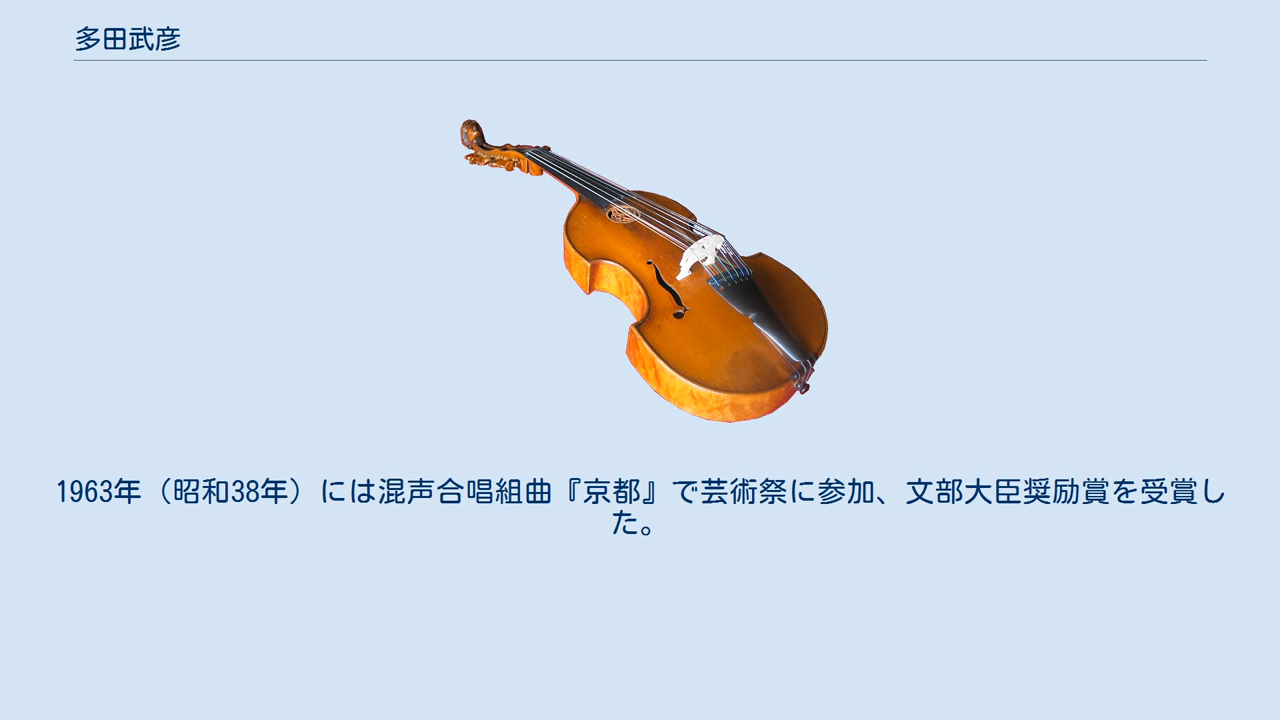 多田武彦
1963年（昭和38年）には混声合唱組曲『京都』で芸術祭に参加、文部大臣奨励賞を受賞し
た。